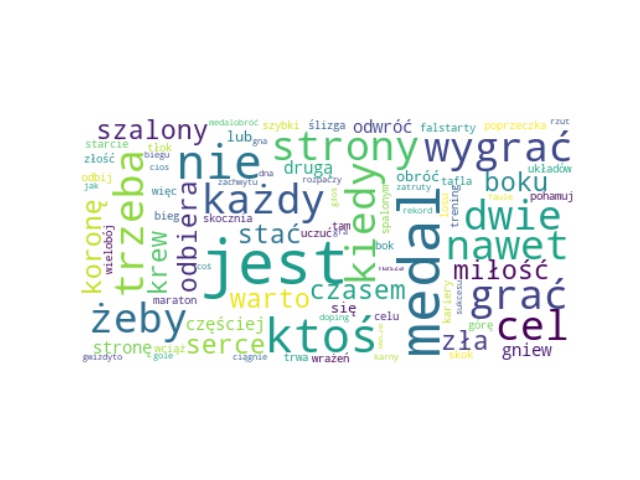 medalobróć
rzut
szalony
szybki
ślizga
odwróć
falstarty
poprzeczka
lub
gna
starcie
tłok
strony
wygrać
złość
biegu
nie
drugą
układów
cios
dna
odbij
zachwytu
rozpaczy
obróć
tafla
boku
jak
więc
każdy
zatruty
pohamuj
trzeba
odbiera
kiedy
głos
spalonym
medal
losu
trening
faule
koronę
bieg
skocznia
rekord
dwie
krew
stać
uczuć
tam
gra
wielobój
jest
bok
nawet
coś
miłość
czasem
maraton
warto
kariery
sukcesu
grać
żeby
się
celu
cel
częściej
ktoś
doping
górę
zła
stronę
wciąż
serce
gniew
gwizdyto
gole
ciągnie
trwa
wrażeń
karny
skok